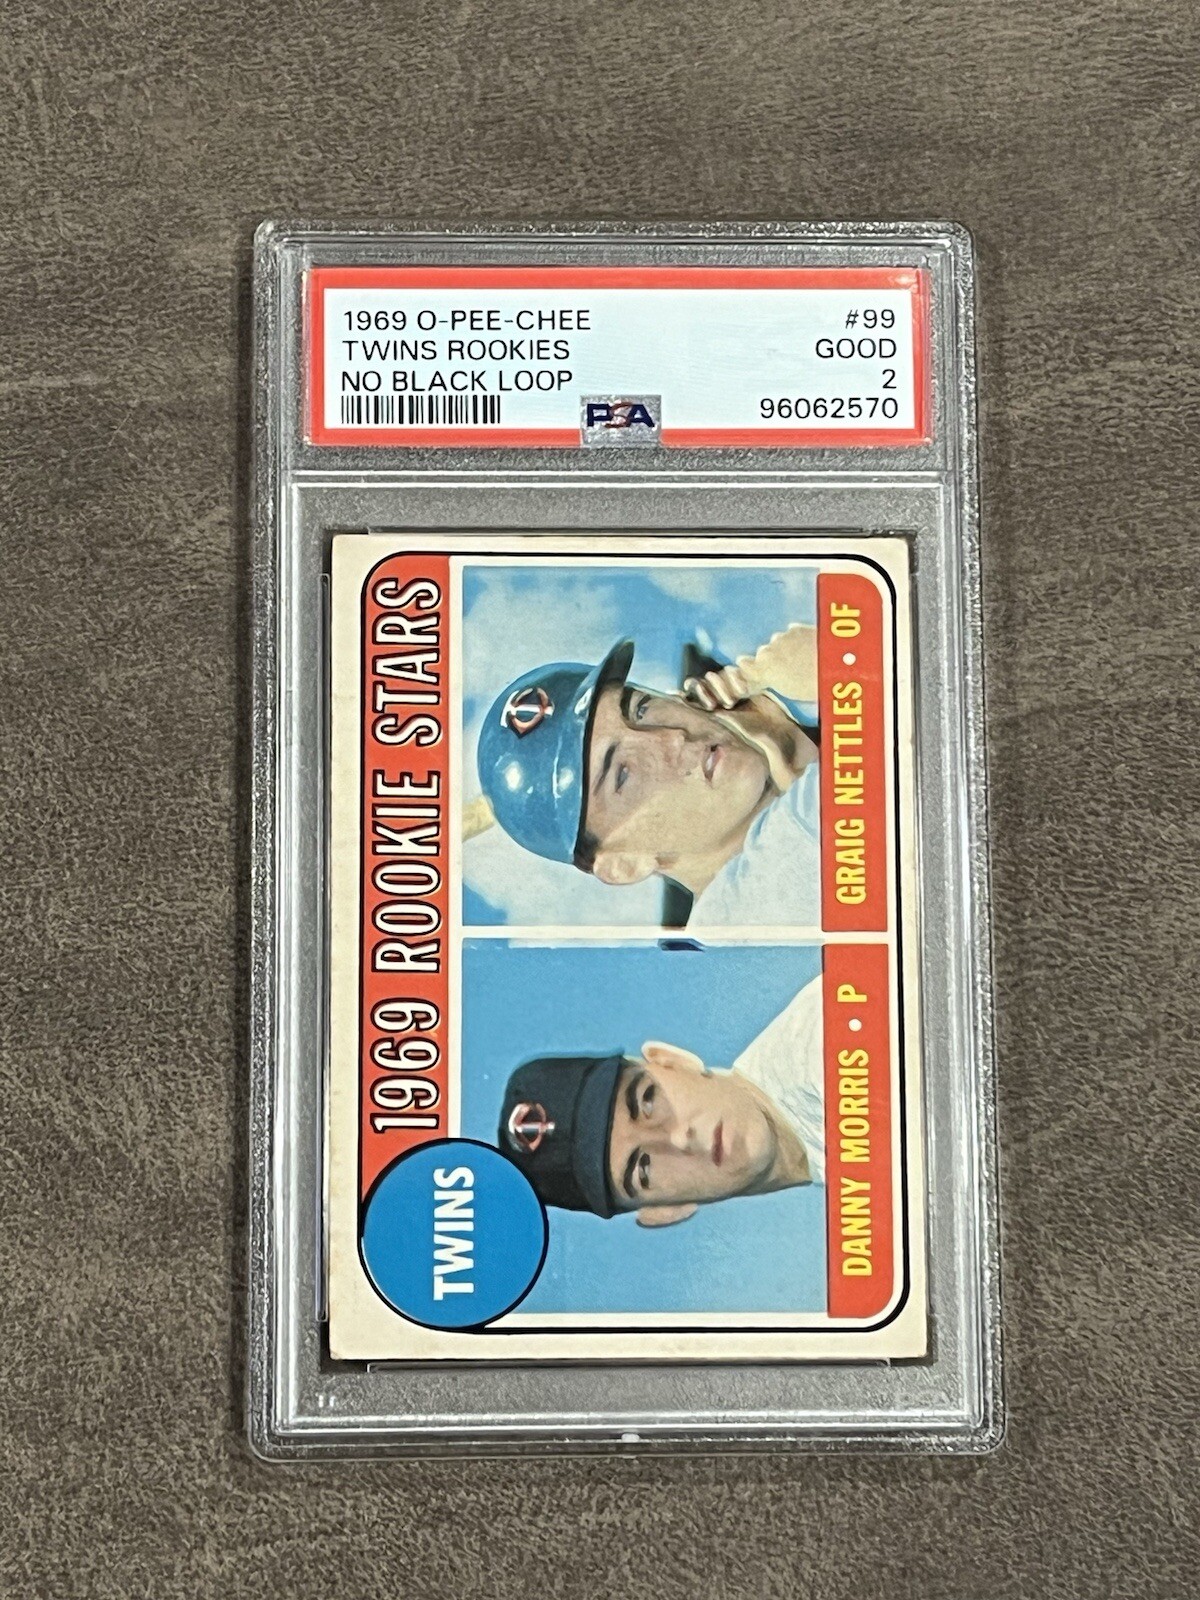 1969 O-PEE-CHEE #99
TWINS ROOKIES GOOD
NO BLACK LOOP 2
PSA 96062570
1969 ROOKIE STARS
TWINS
DANNY MORRIS • P
GRAIG NETTLES • OF